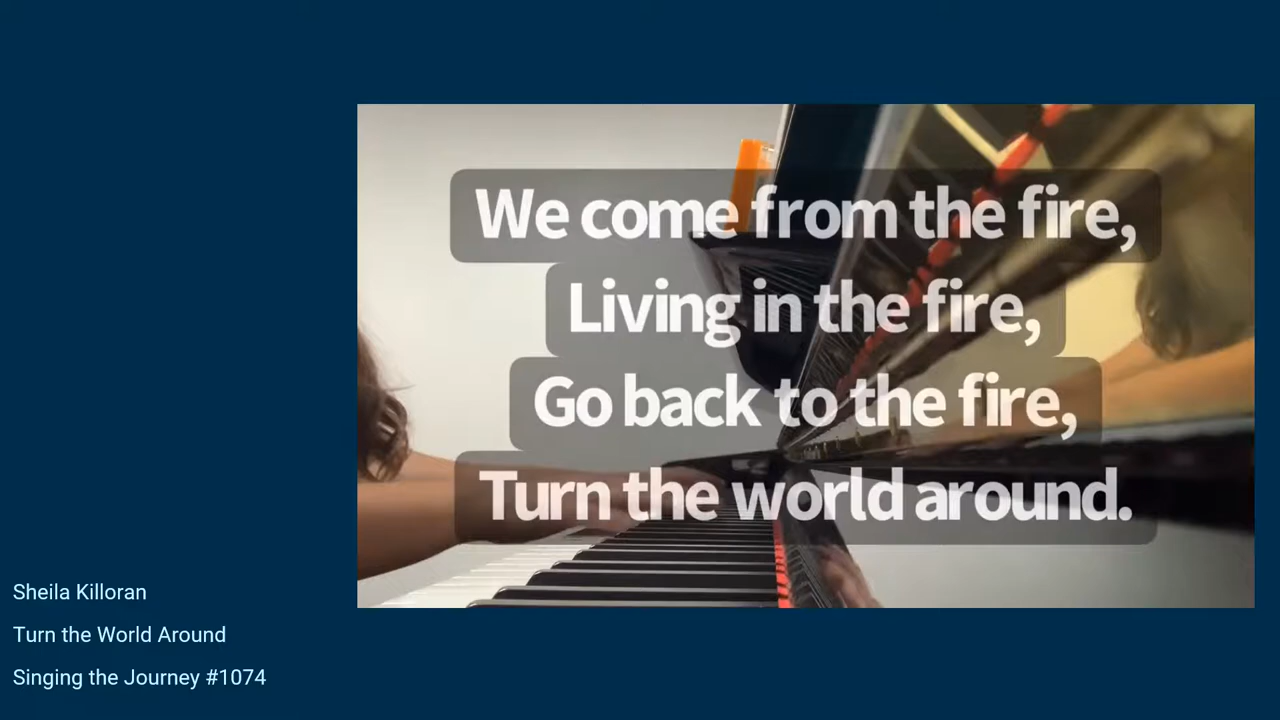 We come from the fire,
Living in the fire,
Go back to the fire,
Turn the world around.
Sheila Killoran
Turn the World Around
Singing the Journey #1074